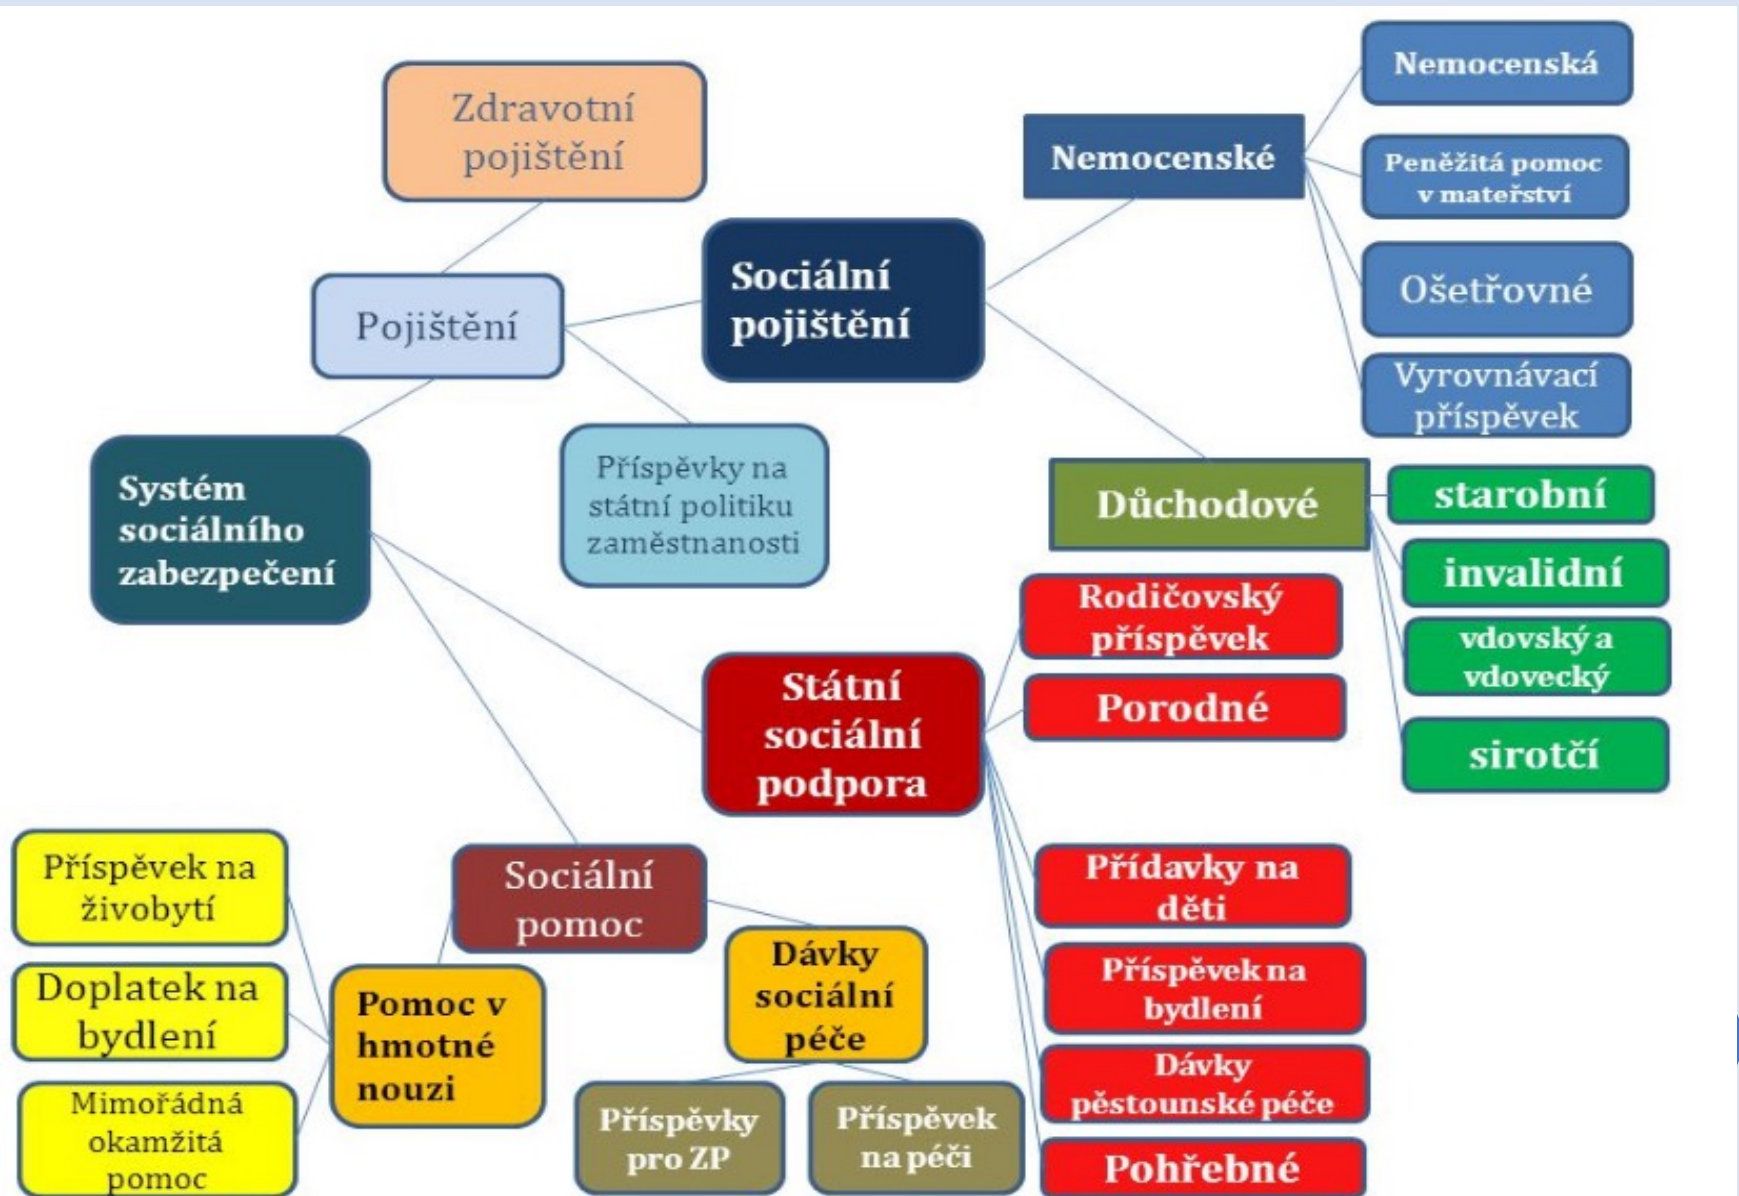 Zdravotní
pojištění
Nemocenské
Nemocenská
Peněžitá pomoc
v mateřství
Ošetřovné
Vyrovnávací
příspěvek
Sociální
pojištění
Pojištění
Příspěvky na
státní politiku
zaměstnanosti
Systém
sociálního
zabezpečení
Důchodové
starobní
invalidní
vdovský a
vdovecký
sirotčí
Státní
sociální
podpora
Rodičovský
příspěvek
Porodné
Přídavky na
děti
Příspěvek na
bydlení
Dávky
pěstounské péče
Pohřebné
Sociální
pomoc
Dávky
sociální
péče
Příspěvky
pro ZP
Příspěvek
na péči
Pomoc v
hmotné
nouzi
Příspěvek na
živobytí
Doplatek na
bydlení
Mimořádná
okamžitá
pomoc